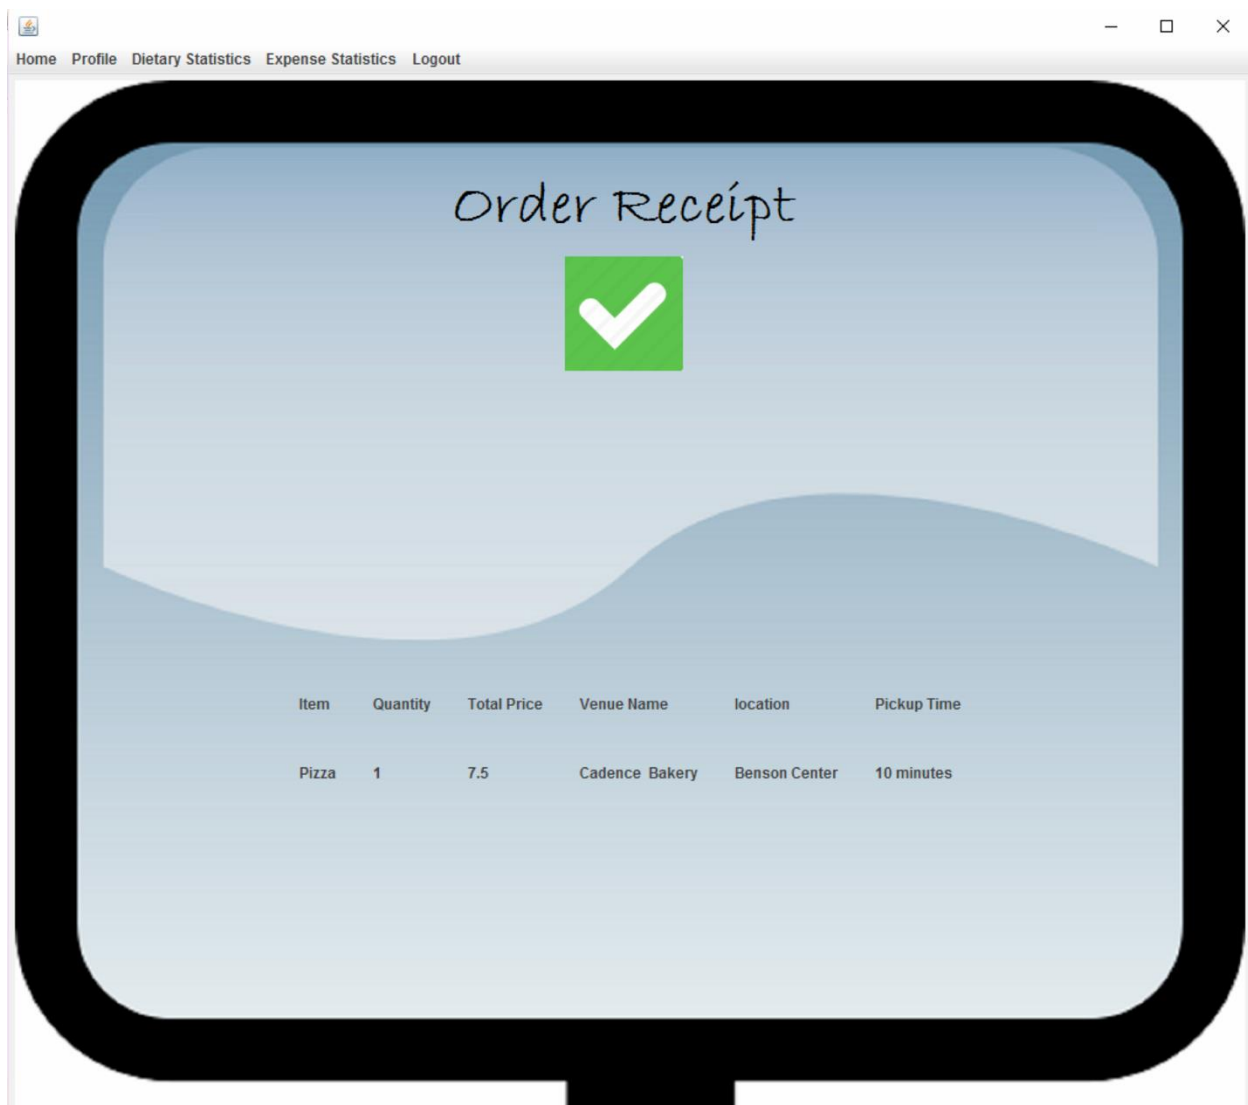 Home Profile Dietary Statistics Expense Statistics Logout
Order Receipt
Item Quantity Total Price Venue Name location Pickup Time
Pizza 1 7.5 Cadence Bakery Benson Center 10 minutes